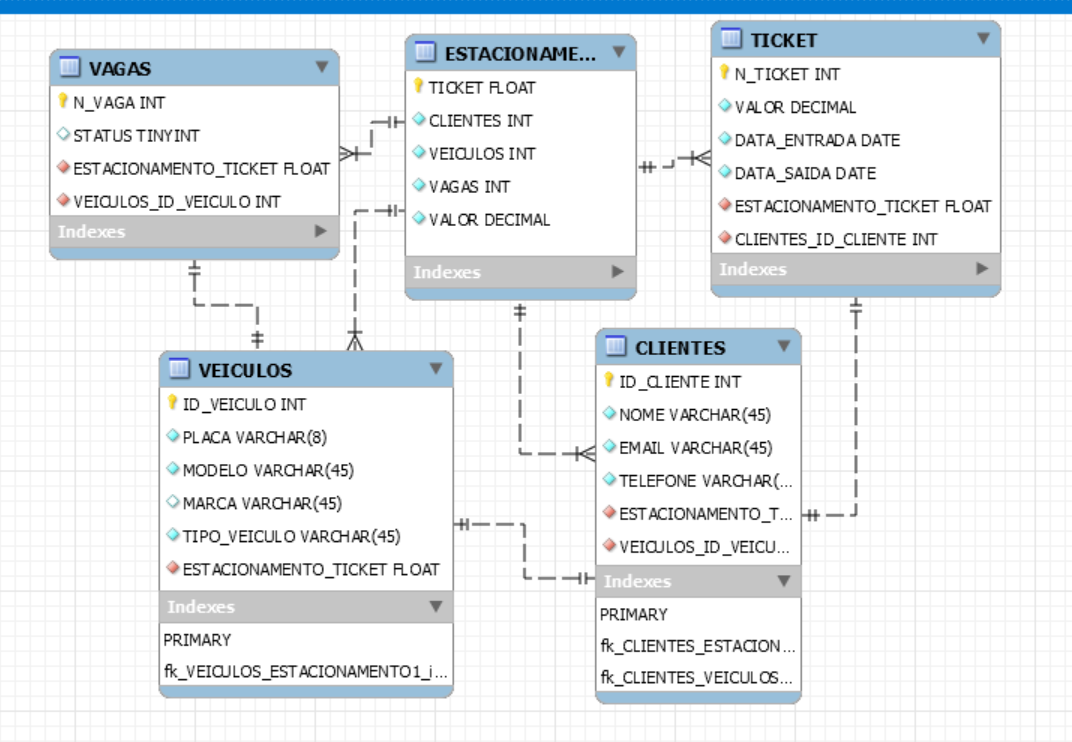 VAGAS
N_VAGA INT
STATUS TINYINT
ESTACIONAMENTO_TICKET FLOAT
VEICULOS_ID_VEICULO INT
Indexes
ESTACIONAME...
TICKET FLOAT
CLIENTES INT
VEICULOS INT
VAGAS INT
VALOR DECIMAL
Indexes
TICKET
N_TICKET INT
VALOR DECIMAL
DATA_ENTRADA DATE
DATA_SAIDA DATE
ESTACIONAMENTO_TICKET FLOAT
CLIENTES_ID_CLIENTE INT
Indexes
VEICULOS
ID_VEICULO INT
PLACA VARCHAR(8)
MODELO VARCHAR(45)
MARCA VARCHAR(45)
TIPO_VEICULO VARCHAR(45)
ESTACIONAMENTO_TICKET FLOAT
Indexes
PRIMARY
fk_VEICULOS_ESTACIONAMENTO1_i...
CLIENTES
ID_CLIENTE INT
NOME VARCHAR(45)
EMAIL VARCHAR(45)
TELEFONE VARCHAR(...
ESTACIONAMENTO_T...
VEICULOS_ID_VEICU...
Indexes
PRIMARY
fk_CLIENTES_ESTACION...
fk_CLIENTES_VEICULOS...